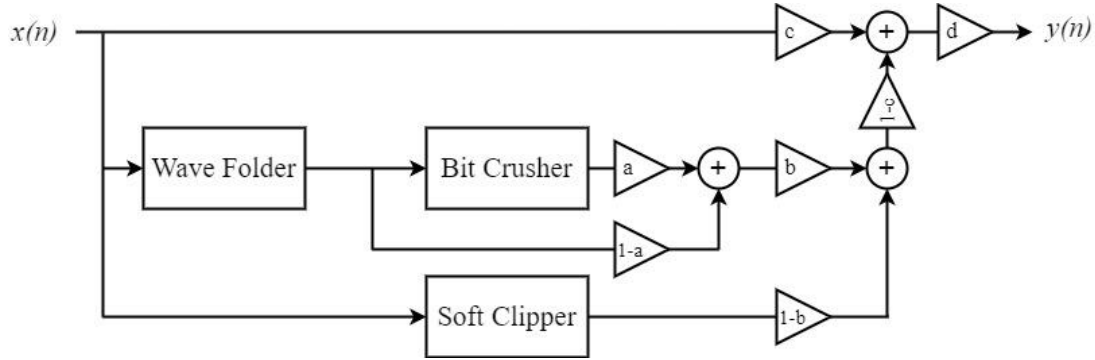 x(n) c + d y(n)
1-c
Wave Folder Bit Crusher a + b +
1-a
Soft Clipper 1-b